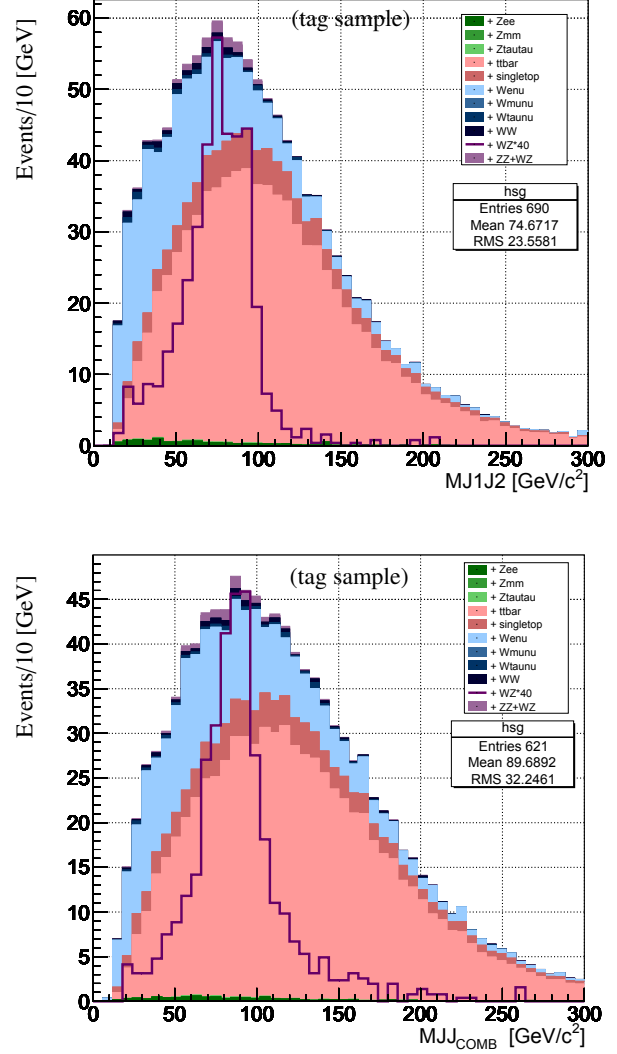 (tag sample)
Events/10 [GeV]
60
50
40
30
20
10
0
0 50 100 150 200 250 300
MJ1J2 [GeV/c²]
+ Zee
+ Zmm
+ Ztautau
+ ttbar
+ singletop
+ Wenu
+ Wmunu
+ Wtaunu
+ WW
+ WZ*40
+ ZZ+WZ
hsg
Entries 690
Mean 74.6717
RMS 23.5581
(tag sample)
Events/10 [GeV]
45
40
35
30
25
20
15
10
5
0
0 50 100 150 200 250 300
MJJCOMB [GeV/c²]
+ Zee
+ Zmm
+ Ztautau
+ ttbar
+ singletop
+ Wenu
+ Wmunu
+ Wtaunu
+ WW
+ WZ*40
+ ZZ+WZ
hsg
Entries 621
Mean 89.6892
RMS 32.2461